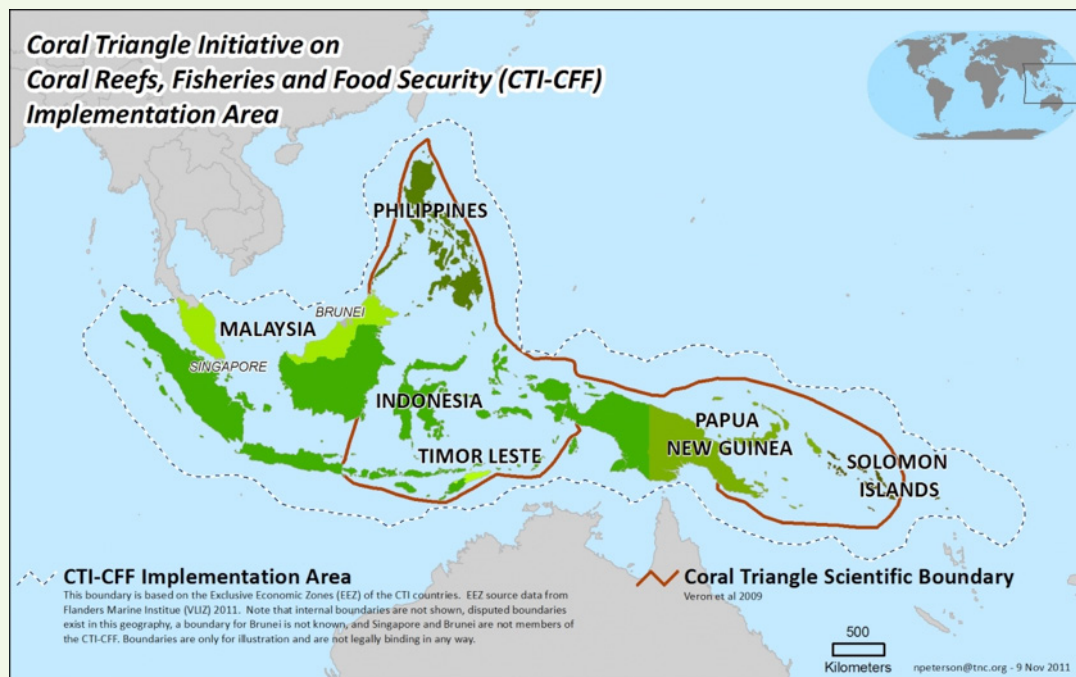 Coral Triangle Initiative on
Coral Reefs, Fisheries and Food Security (CTI-CFF)
Implementation Area
PHILIPPINES
BRUNEI
MALAYSIA
SINGAPORE
INDONESIA
PAPUA
NEW GUINEA
TIMOR LESTE
SOLOMON
ISLANDS
CTI-CFF Implementation Area
This boundary is based on the Exclusive Economic Zones (EEZ) of the CTI countries. EEZ source data from
Flanders Marine Institue (VLIZ) 2011. Note that internal boundaries are not shown, disputed boundaries
exist in this geography, a boundary for Brunei is not known, and Singapore and Brunei are not members of
the CTI-CFF. Boundaries are only for illustration and are not legally binding in any way.
Coral Triangle Scientific Boundary
Veron et al 2009
500
Kilometers
npeterson@tnc.org - 9 Nov 2011